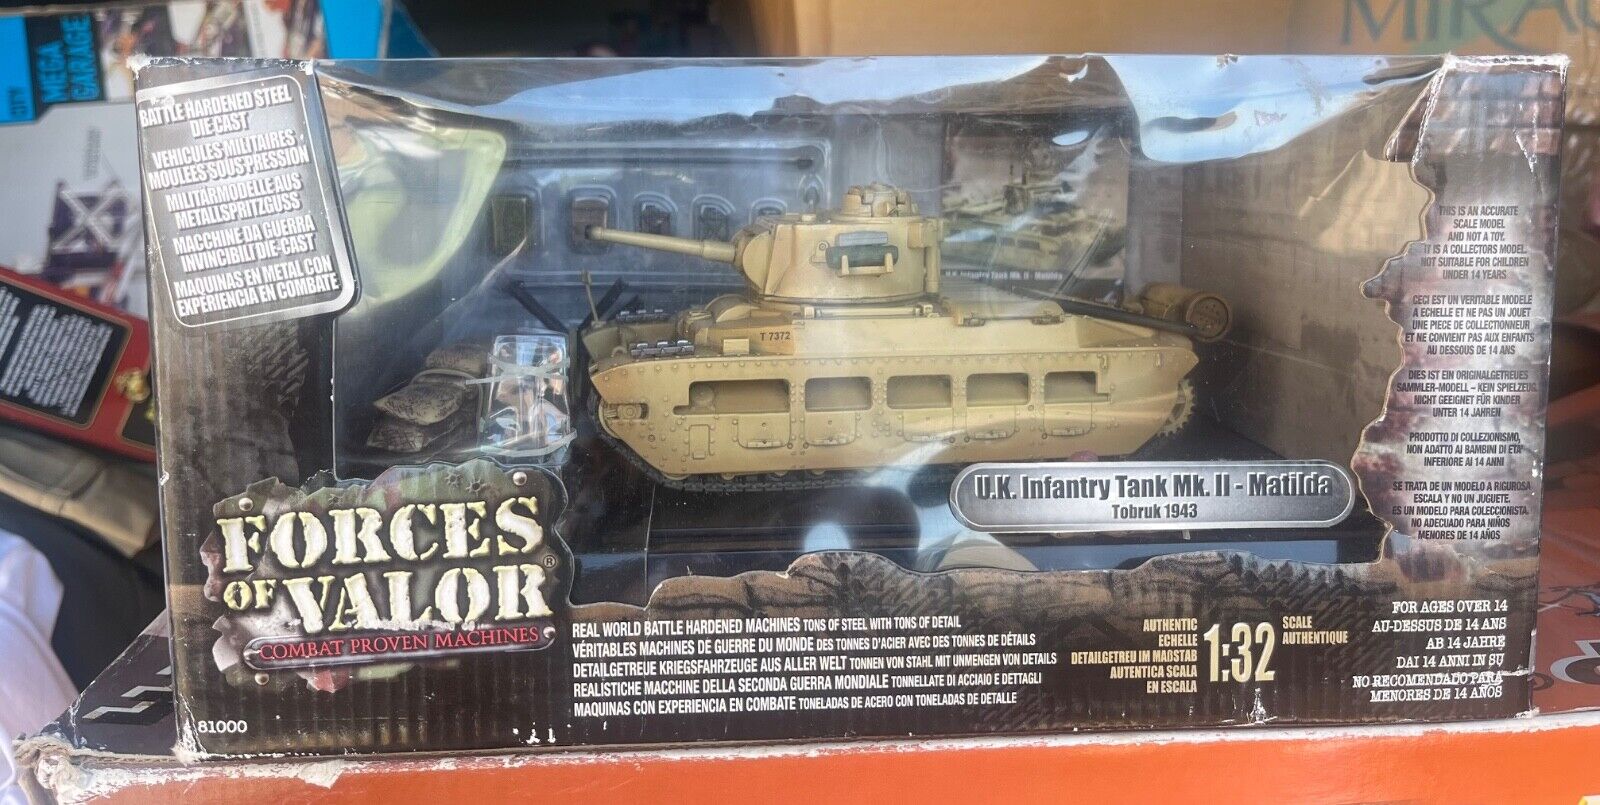 MEGA
GARAGE
CITY
MIRAC
BATTLE HARDENED STEEL
DIE CAST
VEHICULES MILITAIRES
MOULEES SOUS PRESSION
MILITÄRMODELLE AUS
METALLSPRITZGUSS
MACCHINE DA GUERRA
INVINCIBILI DIE-CAST
MAQUINAS EN METAL CON
EXPERIENCIA EN COMBATE
U.K. Infantry Tank Mk. II - Matilda
T 7372
THIS IS AN ACCURATE
SCALE MODEL
AND NOT A TOY.
IT IS A COLLECTORS MODEL.
NOT SUITABLE FOR CHILDREN
UNDER 14 YEARS
CECI EST UN VERITABLE MODELE
A ECHELLE ET NE PAS UN JOUET
UNE PIECE DE COLLECTIONNEUR
ET NE CONVIENT PAS AUX ENFANTS
AU DESSOUS DE 14 ANS
DIES IST EIN ORIGINALGETREUES
SAMMLER-MODELL - KEIN SPIELZEUG.
NICHT GEEIGNET FÜR KINDER
UNTER 14 JAHREN
PRODOTTO DI COLLEZIONISMO,
NON ADATTO AI BAMBINI DI ETA'
INFERIORE AI 14 ANNI
SE TRATA DE UN MODELO A RIGUROSA
ESCALA Y NO UN JUGUETE.
ES UN MODELO PARA COLECCIONISTA.
NO ADECUADO PARA NIÑOS
MENORES DE 14 AÑOS
U.K. Infantry Tank Mk. II - Matilda
Tobruk 1943
FORCES
OF VALOR®
COMBAT PROVEN MACHINES
REAL WORLD BATTLE HARDENED MACHINES TONS OF STEEL WITH TONS OF DETAIL
VÉRITABLES MACHINES DE GUERRE DU MONDE DES TONNES D'ACIER AVEC DES TONNES DE DÉTAILS
DETAILGETREUE KRIEGSFAHRZEUGE AUS ALLER WELT TONNEN VON STAHL MIT UNMENGEN VON DETAILS
REALISTICHE MACCHINE DELLA SECONDA GUERRA MONDIALE TONNELLATE DI ACCIAIO E DETTAGLI
MAQUINAS CON EXPERIENCIA EN COMBATE TONELADAS DE ACERO CON TONELADAS DE DETALLE
AUTHENTIC
ECHELLE
DETAILGETREU IM MAßSTAB
AUTENTICA SCALA
EN ESCALA
1:32
SCALE
AUTHENTIQUE
FOR AGES OVER 14
AU-DESSUS DE 14 ANS
AB 14 JAHRE
DAI 14 ANNI IN SU
NO RECOMENDADO PARA
MENORES DE 14 AÑOS
81000